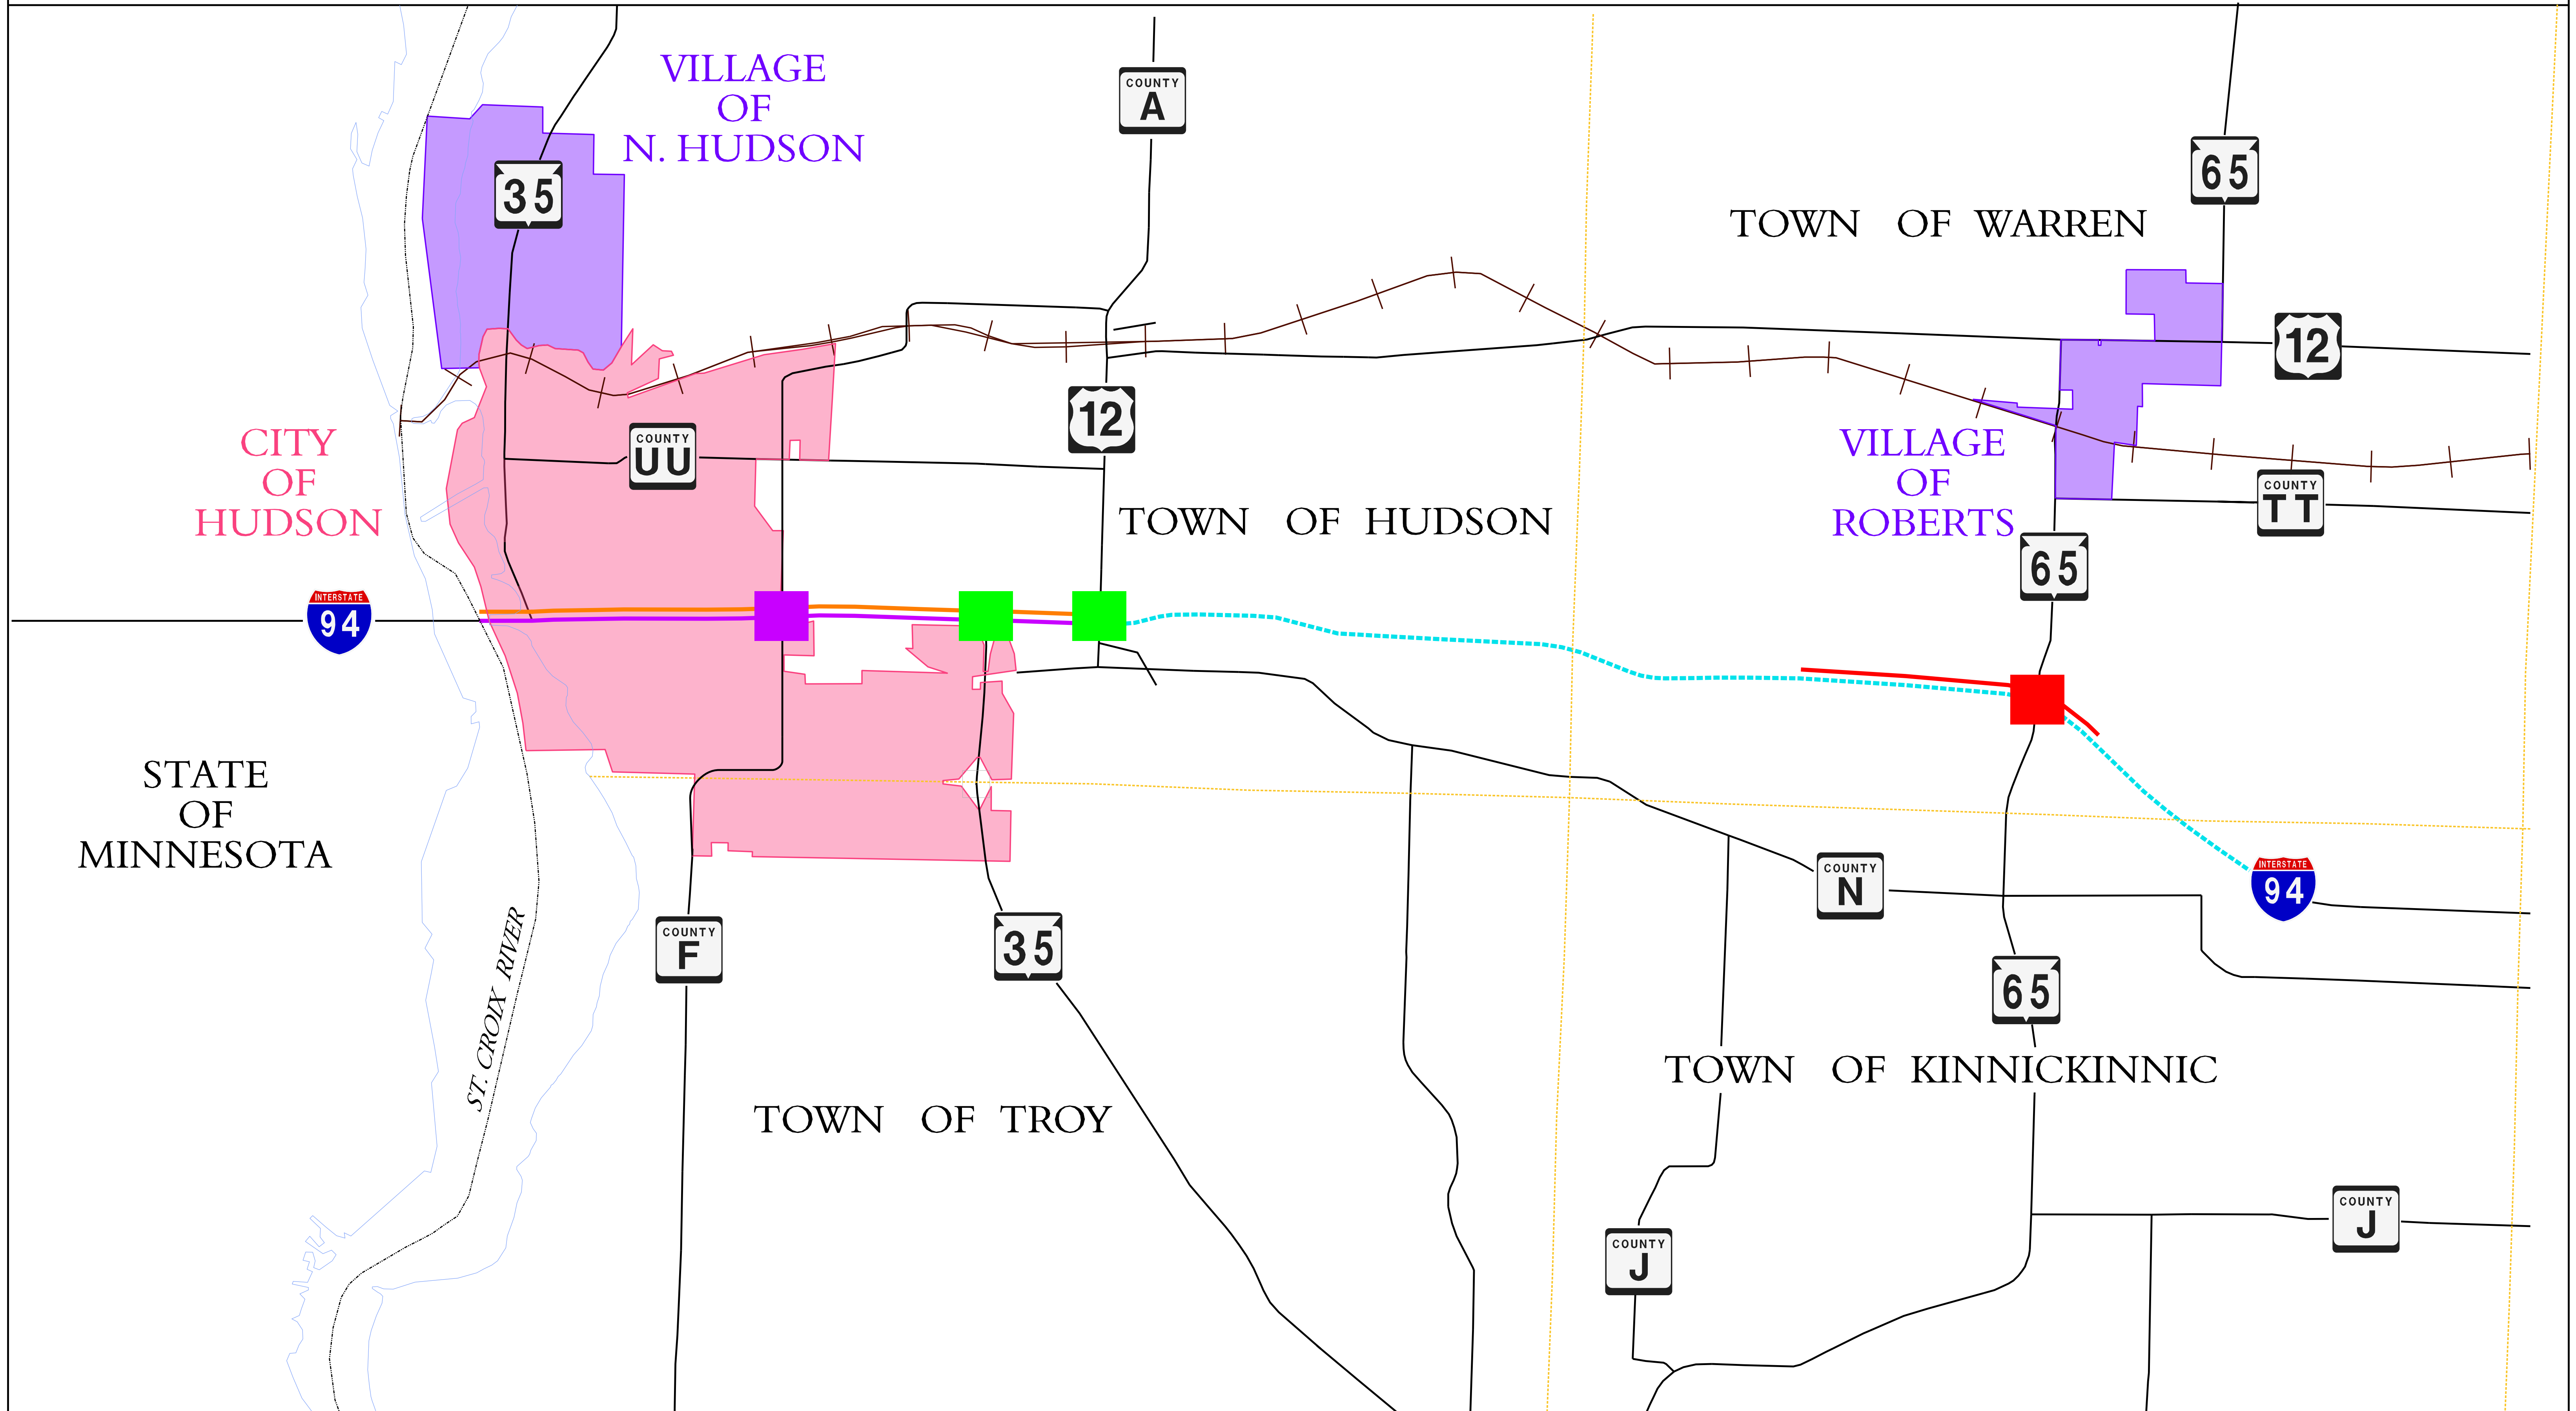 VILLAGE
OF
N. HUDSON
COUNTY
A
35
65
TOWN OF WARREN
12
12
CITY
OF
HUDSON
COUNTY
UU
VILLAGE
OF
ROBERTS
COUNTY
TT
TOWN OF HUDSON
65
INTERSTATE
94
STATE
OF
MINNESOTA
INTERSTATE
94
COUNTY
N
COUNTY
F
35
65
ST. CROIX RIVER
TOWN OF KINNICKINNIC
TOWN OF TROY
COUNTY
J
COUNTY
J